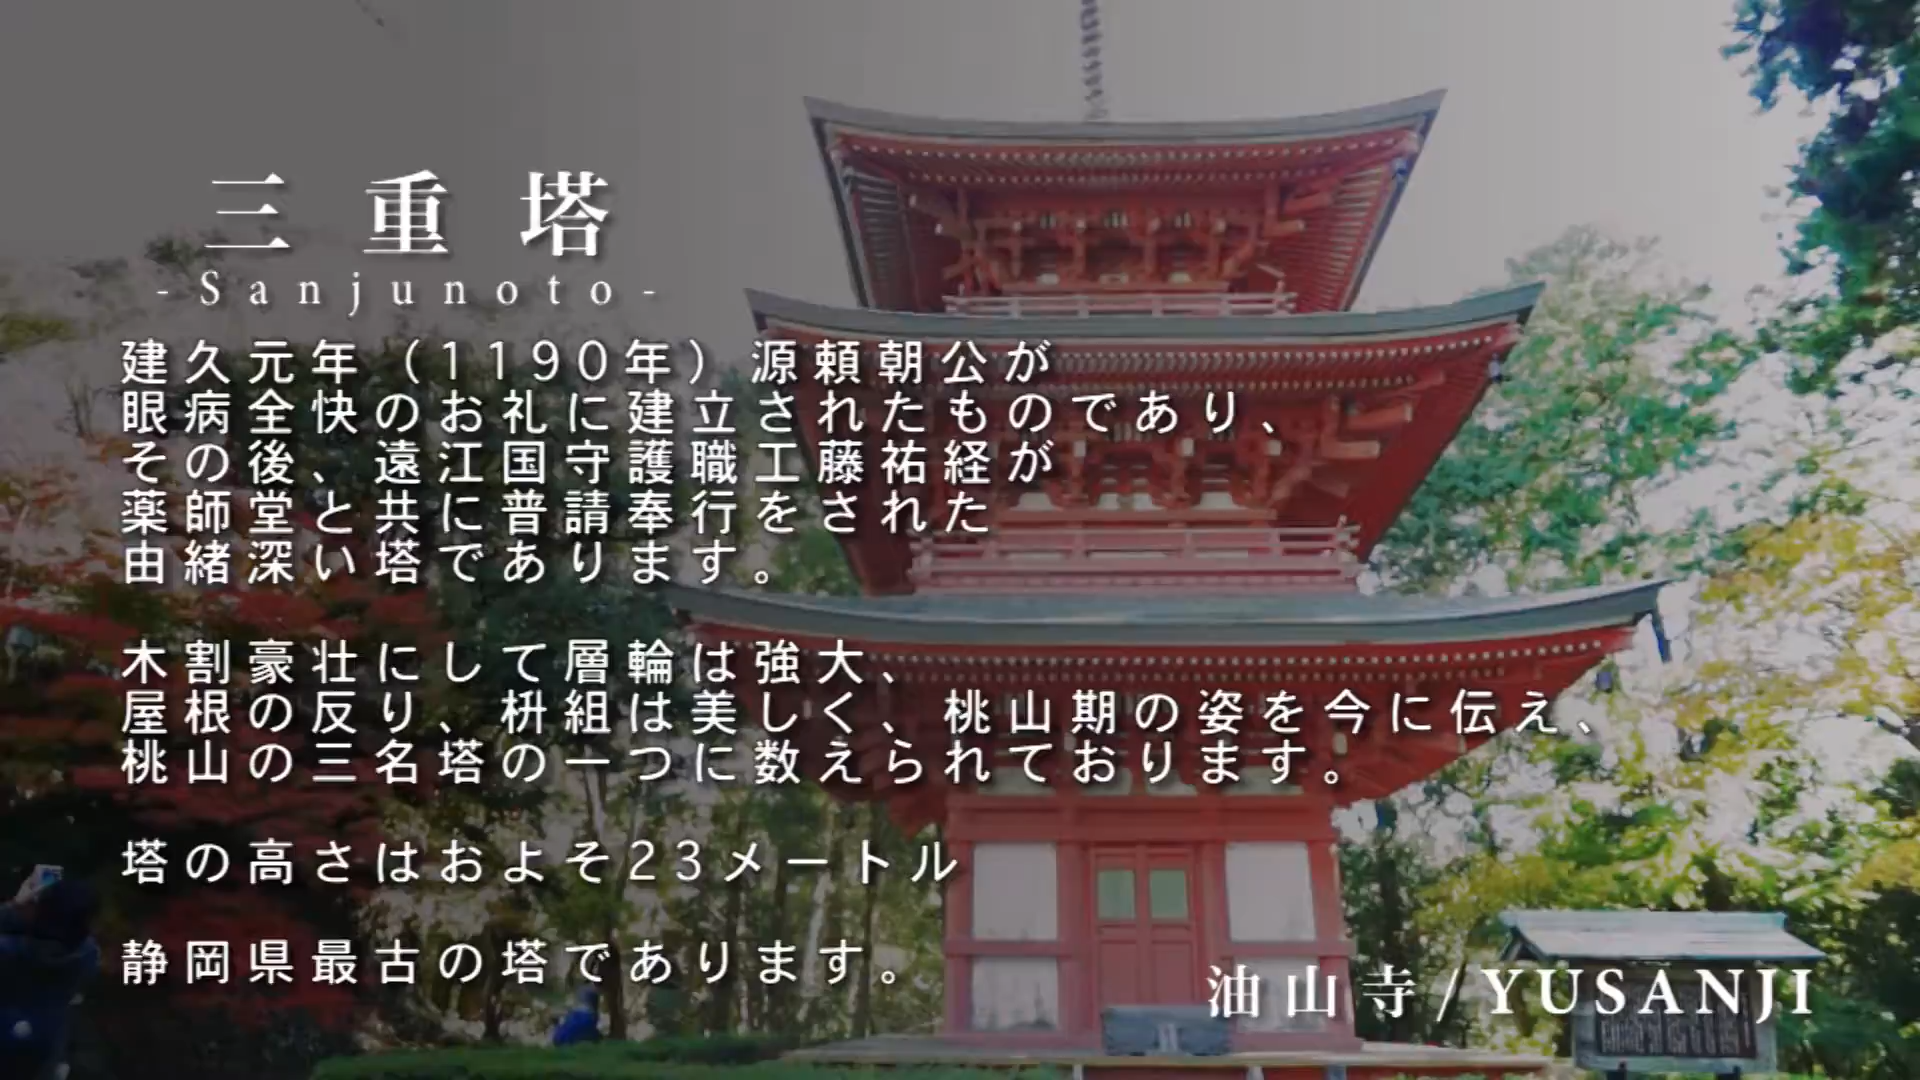 三重塔
-Sanjunoto-
建久元年（1190年）源頼朝公が
眼病全快のお礼に建立されたものであり、
その後、遠江国守護職工藤祐経が
薬師堂と共に普請奉行をされた
由緒深い塔であります。
木割豪壮にして層輪は強大、
屋根の反り、枡組は美しく、桃山期の姿を今に伝え、
桃山の三名塔の一つに数えられております。
塔の高さはおよそ23メートル
静岡県最古の塔であります。
油山寺/YUSANJI